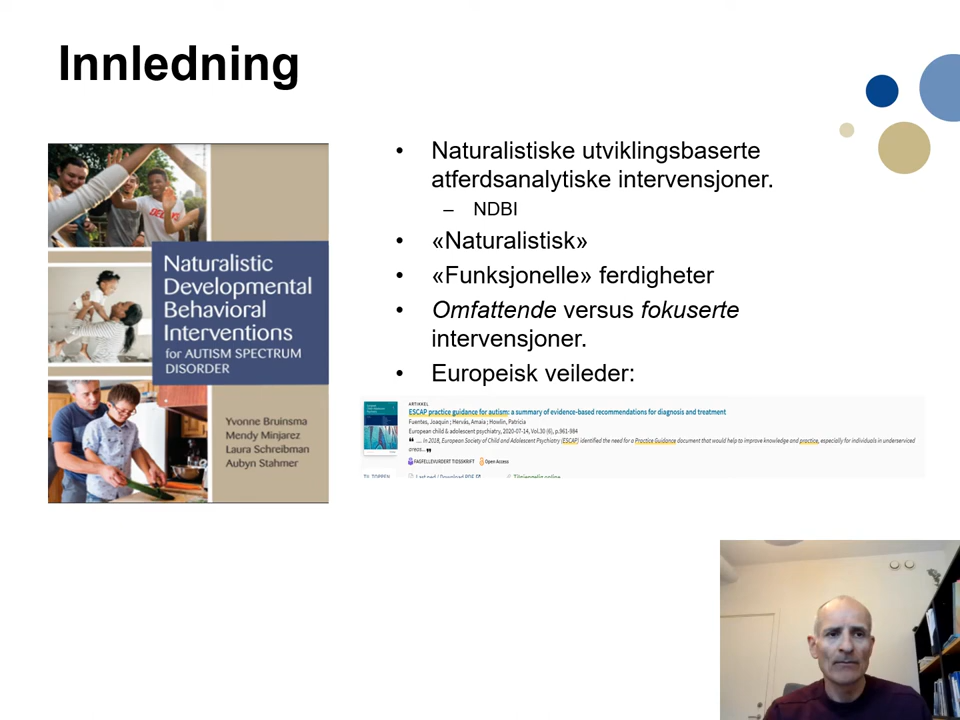 Innledning
Naturalistic
Developmental
Behavioral
Interventions
for AUTISM SPECTRUM
DISORDER
Yvonne Bruinsma
Mendy Minjarez
Laura Schreibman
Aubyn Stahmer
• Naturalistiske utviklingsbaserte
atferdsanalytiske intervensjoner.
– NDBI
• «Naturalistisk»
• «Funksjonelle» ferdigheter
• Omfattende versus fokuserte
intervensjoner.
• Europeisk veileder:
ARTIKKEL
ESCAP practice guidance for autism: a summary of evidence-based recommendations for diagnosis and treatment
Fuentes, Joaquin ; Hervás, Amaia ; Howlin, Patricia
European child & adolescent psychiatry, 2020-07-14, Vol.30 (6), p.961-984
❝ ... In 2018, European Society of Child and Adolescent Psychiatry (ESCAP) identified the need for a Practice Guidance document that would help to improve knowledge and practice, especially for individuals in underserved
areas... ❞
FAGFELLEVURDERT TIDSSKRIFT Open Access
Last ned / Download PDF Tilgjengelig online